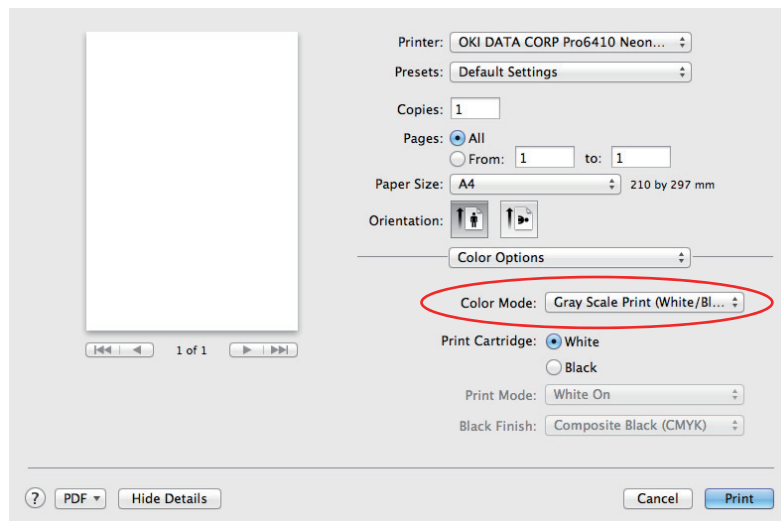 Printer: OKI DATA CORP Pro6410 Neon...
Presets: Default Settings
Copies: 1
Pages: All
From: 1 to: 1
Paper Size: A4 210 by 297 mm
Orientation:
Color Options
Color Mode: Gray Scale Print (White/Bl...
1 of 1
Print Cartridge: White
Black
Print Mode: White On
Black Finish: Composite Black (CMYK)
? PDF Hide Details Cancel Print